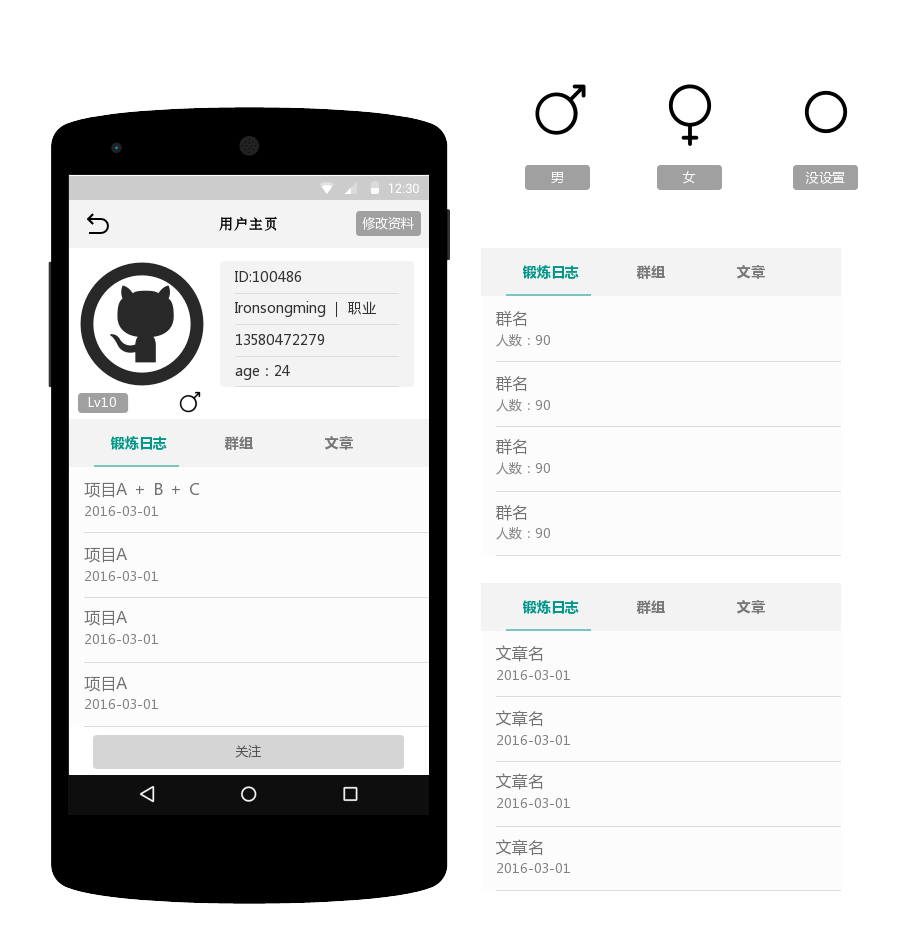 男
女
没设置
12:30
用户主页
修改资料
ID:100486
Ironsongming | 职业
13580472279
age：24
Lv10
锻炼日志 群组 文章
项目A + B + C
2016-03-01
项目A
2016-03-01
项目A
2016-03-01
项目A
2016-03-01
关注
锻炼日志 群组 文章
群名
人数：90
群名
人数：90
群名
人数：90
群名
人数：90
锻炼日志 群组 文章
文章名
2016-03-01
文章名
2016-03-01
文章名
2016-03-01
文章名
2016-03-01